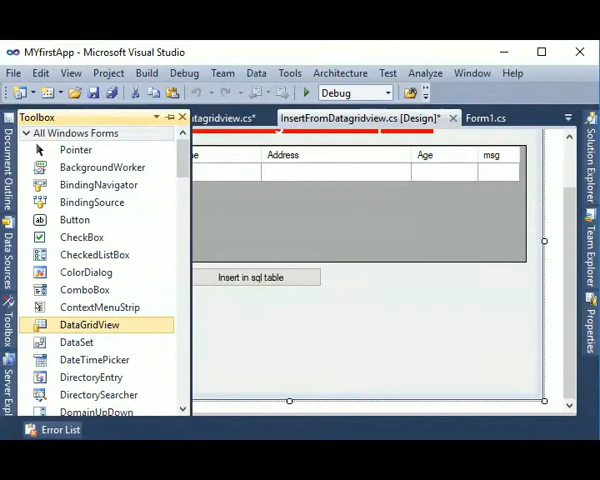 MYfirstApp - Microsoft Visual Studio
File Edit View Project Build Debug Team Data Tools Architecture Test Analyze Window Help
Debug
Toolbox
atagridview.cs*
InsertFromDatagridview.cs [Design]*
Form1.cs
All Windows Forms
Pointer
BackgroundWorker
BindingNavigator
BindingSource
Button
CheckBox
CheckedListBox
ColorDialog
ComboBox
ContextMenuStrip
DataGridView
DataSet
DateTimePicker
DirectoryEntry
DirectorySearcher
DomainUpDown
Address Age msg
Insert in sql table
Document Outline
Data Sources
Toolbox
Server Expl
Solution Explorer
Team Explorer
Properties
Error List